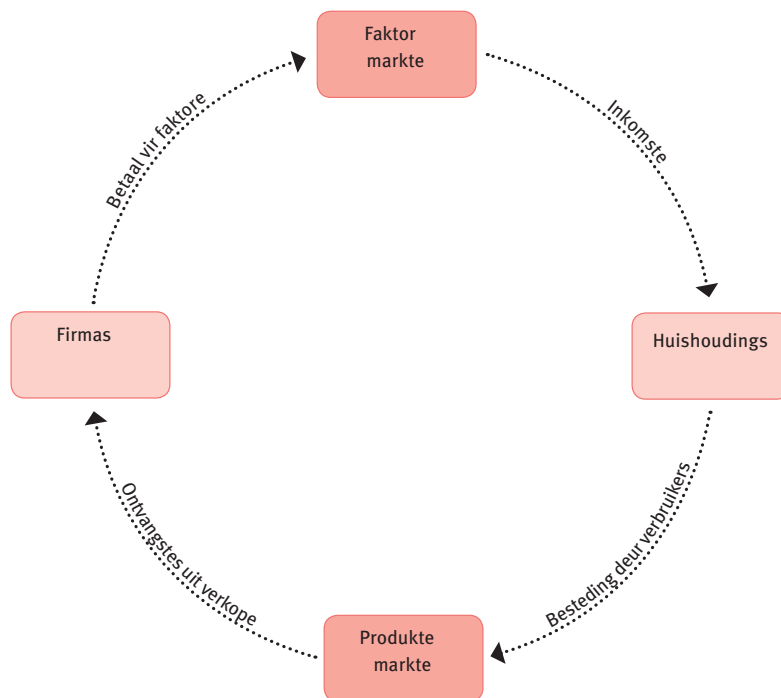 Faktor
markte
Betaal vir faktore
Inkomste
Firmas
Huishoudings
Ontvangstes uit verkope
Besteding deur verbruikers
Produkte
markte